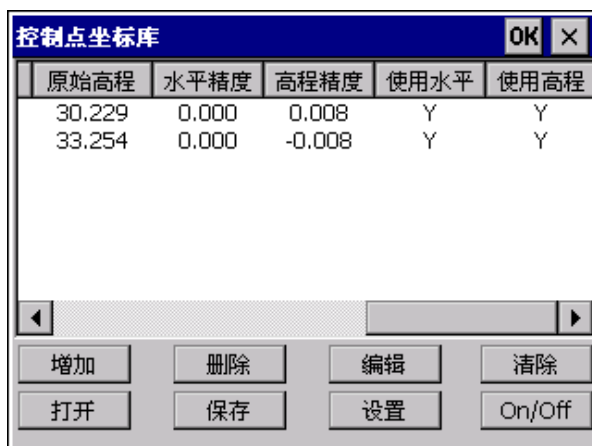 控制点坐标库 OK ×
原始高程 水平精度 高程精度 使用水平 使用高程
30.229 0.000 0.008 Y Y
33.254 0.000 -0.008 Y Y
增加 删除 编辑 清除
打开 保存 设置 On/Off